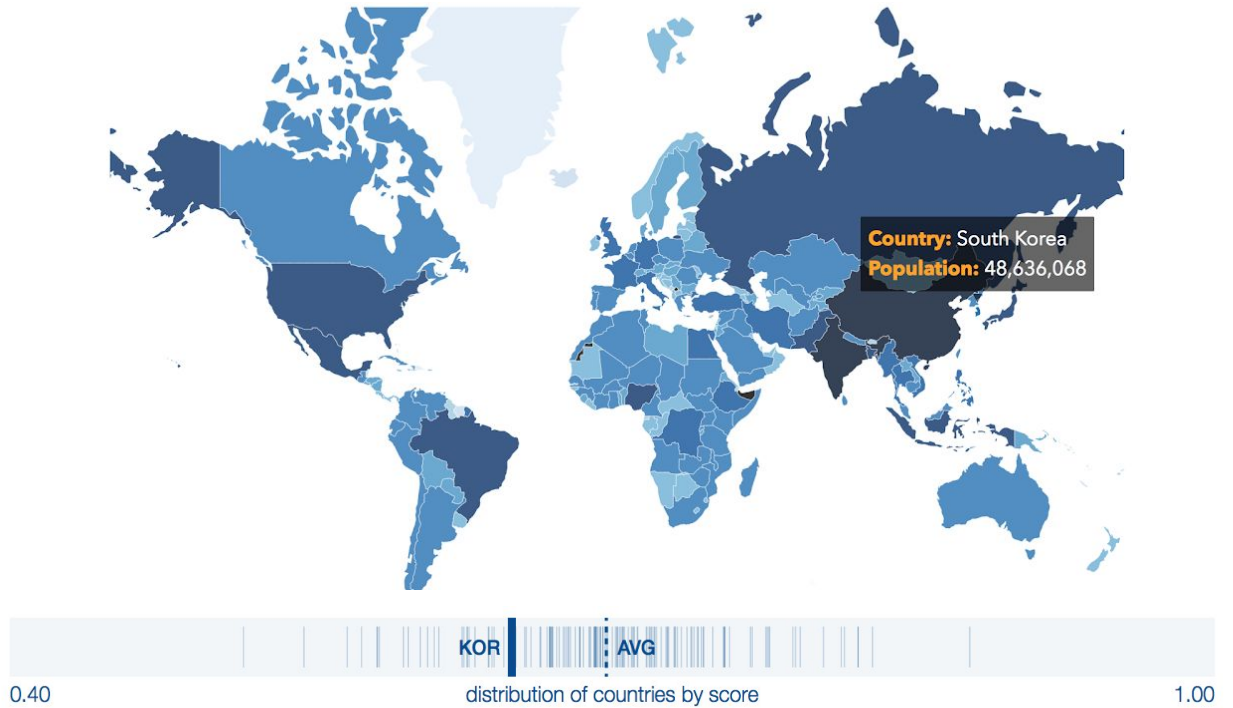 Country: South Korea
Population: 48,636,068
KOR
AVG
0.40
distribution of countries by score
1.00